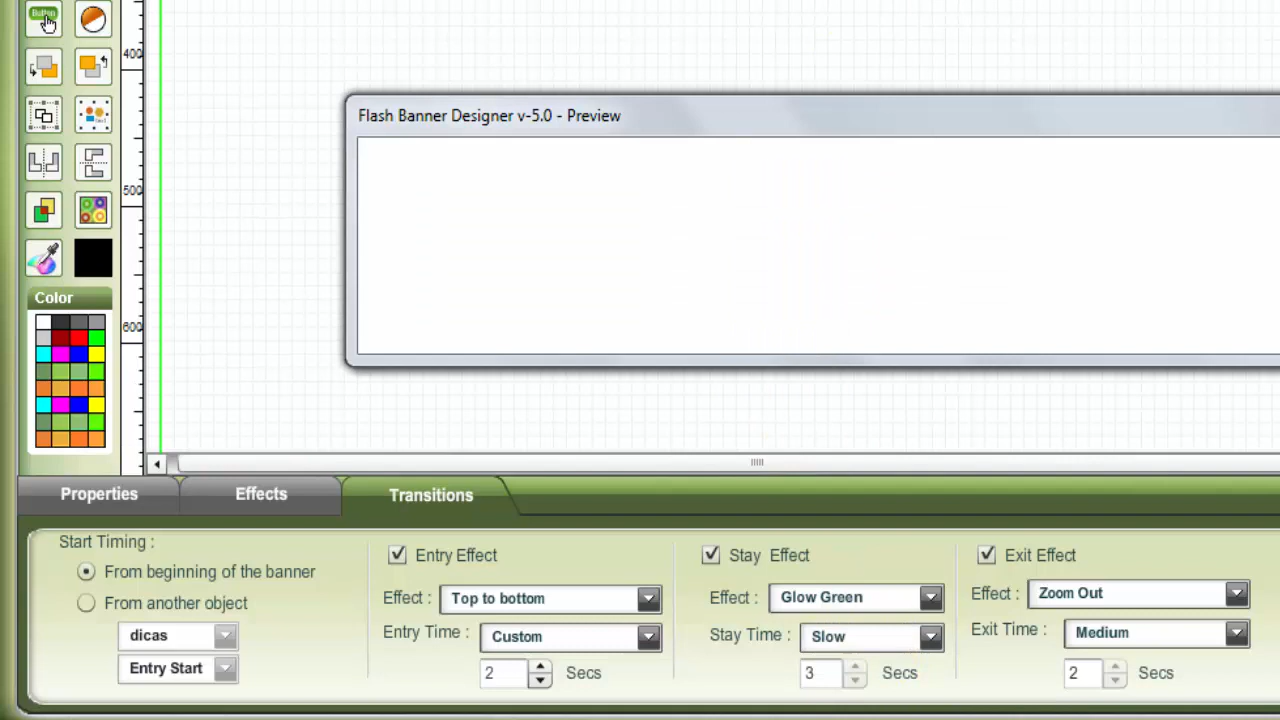 Button
400
Flash Banner Designer v-5.0 - Preview
500
Color
600
Properties
Effects
Transitions
Start Timing :
From beginning of the banner
From another object
dicas
Entry Start
Entry Effect
Effect :
Top to bottom
Entry Time :
Custom
2
Secs
Stay Effect
Effect :
Glow Green
Stay Time :
Slow
3
Secs
Exit Effect
Effect :
Zoom Out
Exit Time :
Medium
2
Secs